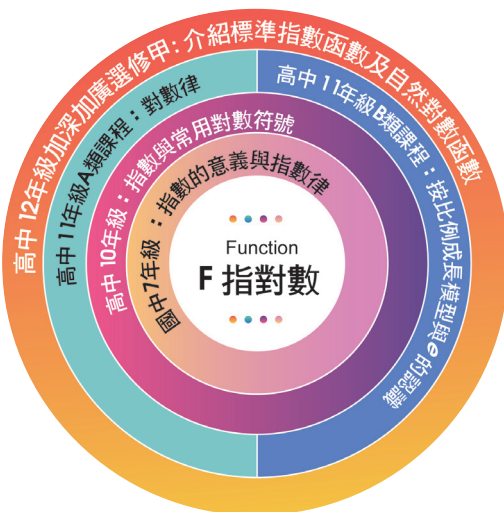 高中 12年級加深加廣選修甲: 介紹標準指數函數及自然對數函數
高中 11年級A類課程：對數律
高中 11年級B類課程：按比例成長模型與e的認識
高中 10年級：指數與常用對數符號
國中 7年級 ：指數的意義與指數律
Function
F 指對數